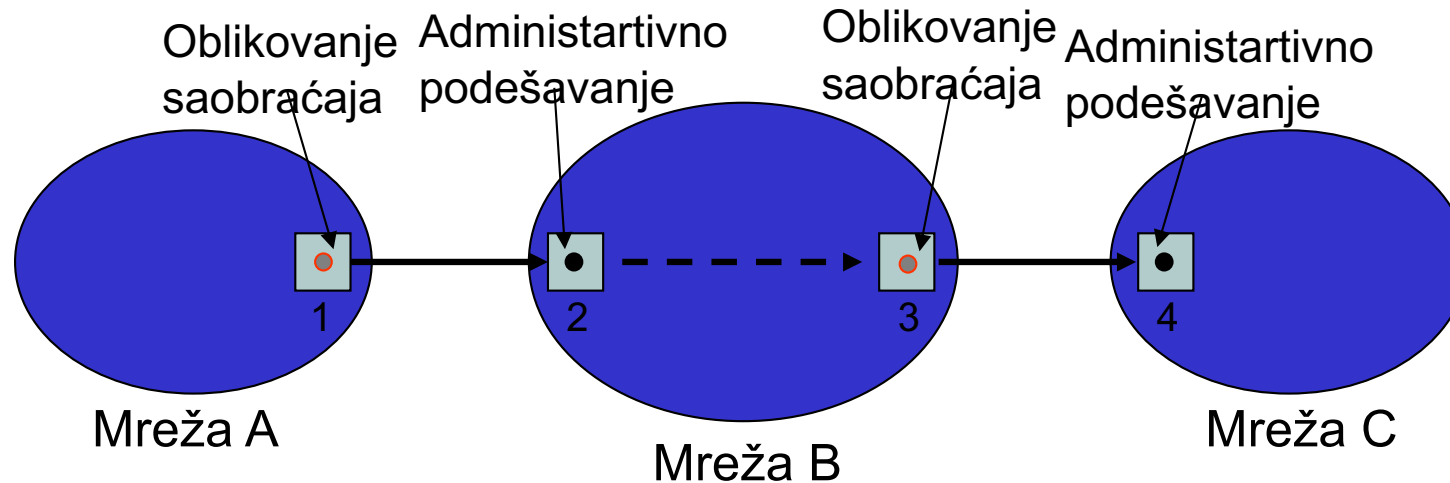 Oblikovanje
saobraćaja
Administartivno
podešavanje
Oblikovanje
saobraćaja
Administartivno
podešavanje
1
2
3
4
Mreža A
Mreža B
Mreža C